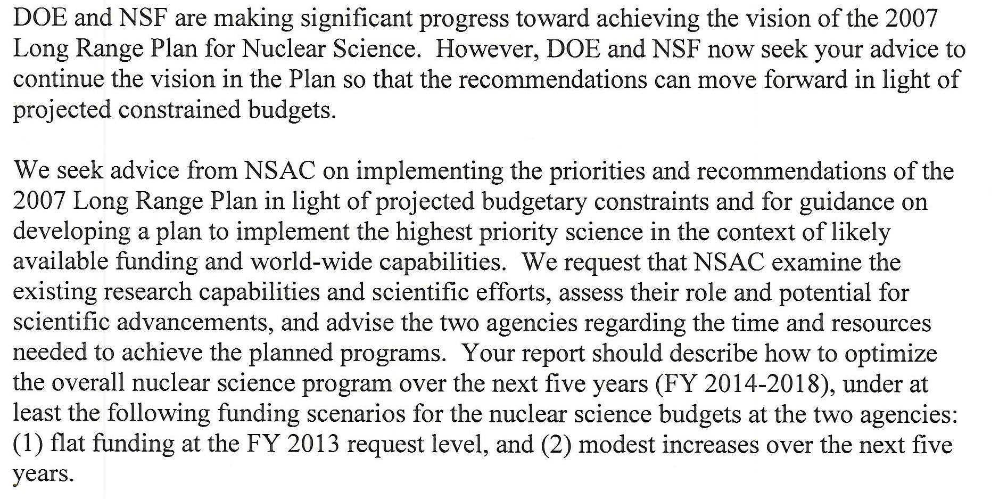 DOE and NSF are making significant progress toward achieving the vision of the 2007
Long Range Plan for Nuclear Science.  However, DOE and NSF now seek your advice to
continue the vision in the Plan so that the recommendations can move forward in light of
projected constrained budgets.

We seek advice from NSAC on implementing the priorities and recommendations of the
2007 Long Range Plan in light of projected budgetary constraints and for guidance on
developing a plan to implement the highest priority science in the context of likely
available funding and world-wide capabilities.  We request that NSAC examine the
existing research capabilities and scientific efforts, assess their role and potential for
scientific advancements, and advise the two agencies regarding the time and resources
needed to achieve the planned programs.  Your report should describe how to optimize
the overall nuclear science program over the next five years (FY 2014-2018), under at
least the following funding scenarios for the nuclear science budgets at the two agencies:
(1) flat funding at the FY 2013 request level, and (2) modest increases over the next five
years.